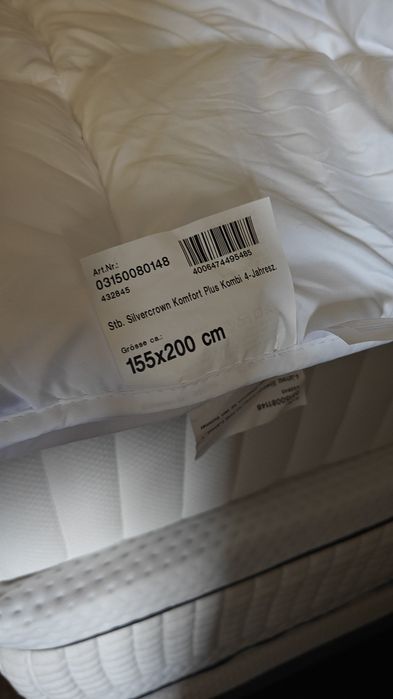 Art.Nr.:
03150080148
432845
4006474495485
Stb. Silvercrown Komfort Plus Kombi 4-Jahresz.
Grösse ca.:
155x200 cm